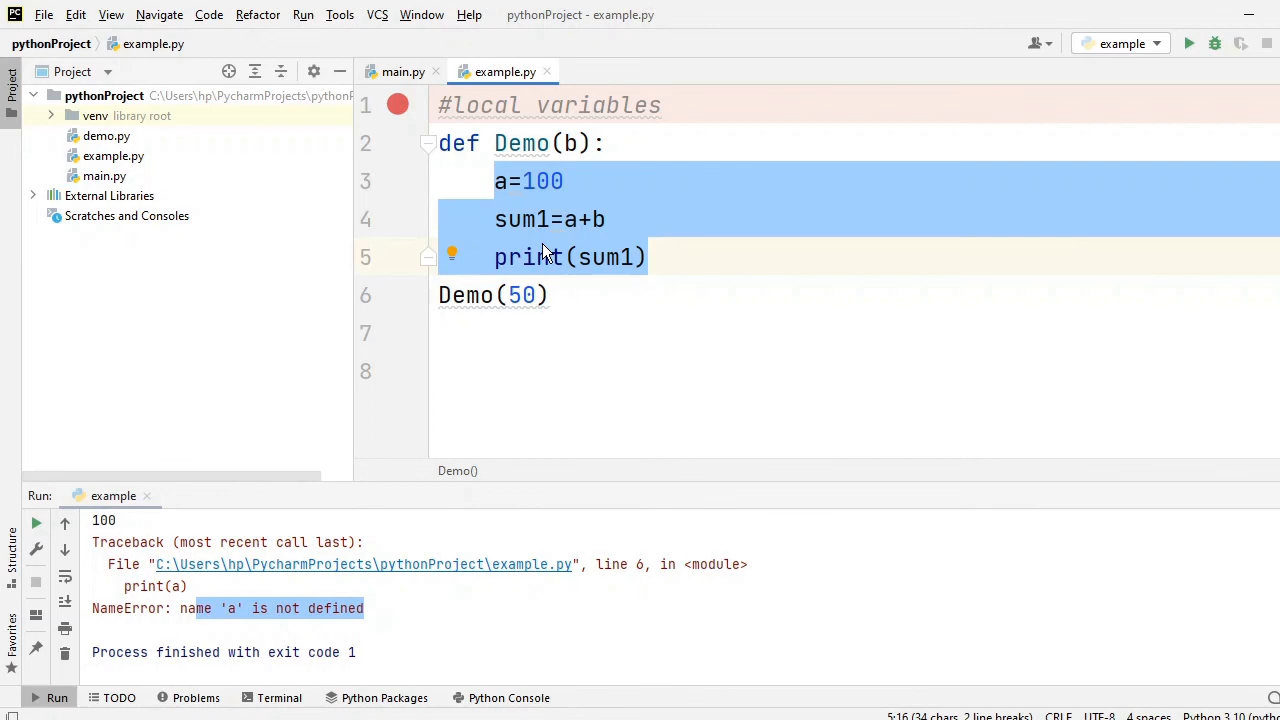 PC File Edit View Navigate Code Refactor Run Tools VCS Window Help pythonProject - example.py
pythonProject example.py example
Project Project main.py example.py
pythonProject C:\Users\hp\PycharmProjects\pythonP
venv library root
demo.py
example.py
main.py
External Libraries
Scratches and Consoles
1 #local variables
2 def Demo(b):
3 a=100
4 sum1=a+b
5 print(sum1)
6 Demo(50)
7
8
Demo()
Run: example
100
Traceback (most recent call last):
File "C:\Users\hp\PycharmProjects\pythonProject\example.py", line 6, in <module>
print(a)
NameError: name 'a' is not defined
Process finished with exit code 1
Structure
Favorites
Run TODO Problems Terminal Python Packages Python Console
5:16 (34 chars, 2 line breaks) CRLF UTF-8 4 spaces Python 3.10 (pytho